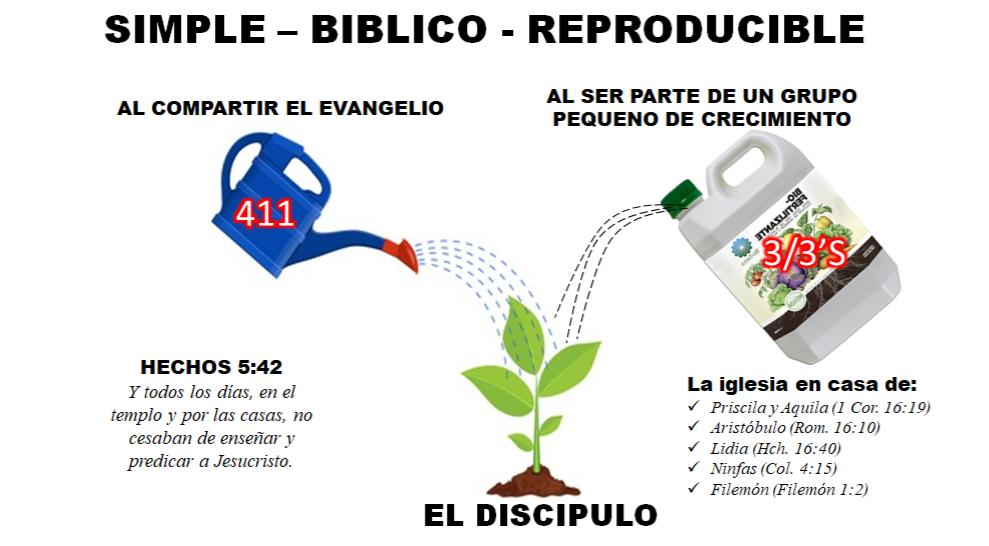 SIMPLE – BIBLICO - REPRODUCIBLE
AL COMPARTIR EL EVANGELIO
AL SER PARTE DE UN GRUPO
PEQUENO DE CRECIMIENTO
411
BIO-
FERTILIZANTE
3/3’S
HECHOS 5:42
Y todos los días, en el
templo y por las casas, no
cesaban de enseñar y
predicar a Jesucristo.
La iglesia en casa de:
✓ Priscila y Aquila (1 Cor. 16:19)
✓ Aristóbulo (Rom. 16:10)
✓ Lidia (Hch. 16:40)
✓ Ninfas (Col. 4:15)
✓ Filemón (Filemón 1:2)
EL DISCIPULO